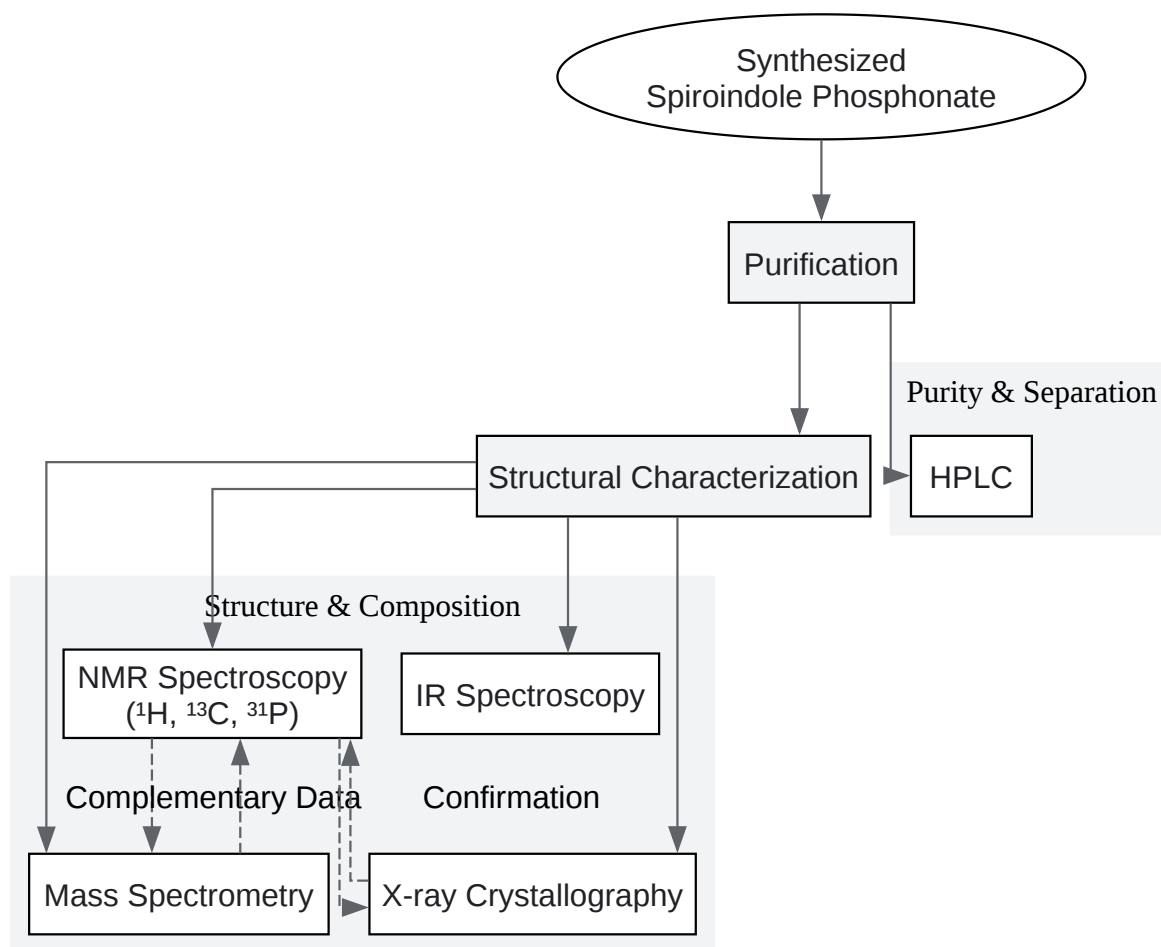 Synthesized
Spiroindole Phosphonate
Purification
Purity & Separation
Structural Characterization
HPLC
Structure & Composition
NMR Spectroscopy
(¹H, ¹³C, ³¹P)
IR Spectroscopy
Complementary Data
Confirmation
Mass Spectrometry
X-ray Crystallography